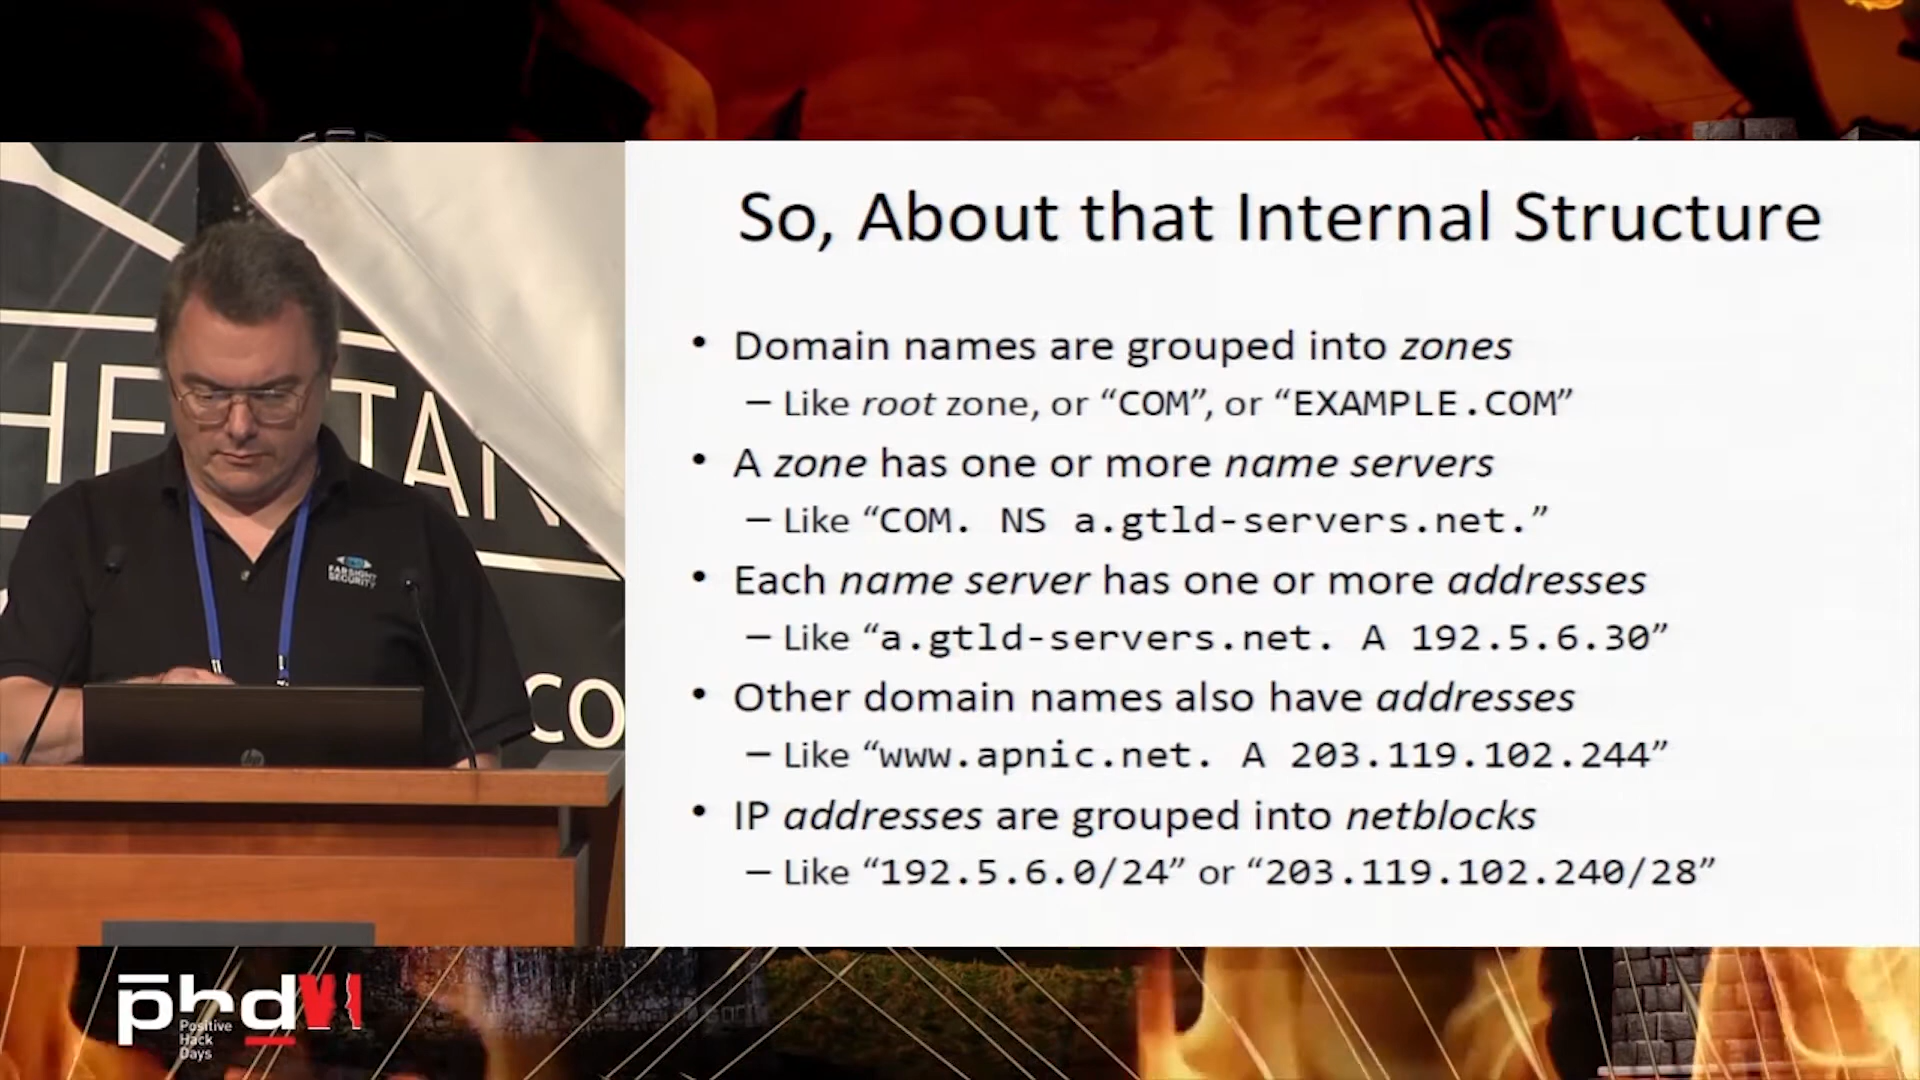 So, About that Internal Structure
• Domain names are grouped into zones
– Like root zone, or “COM”, or “EXAMPLE.COM”
• A zone has one or more name servers
– Like “COM. NS a.gtld-servers.net.”
• Each name server has one or more addresses
– Like “a.gtld-servers.net. A 192.5.6.30”
• Other domain names also have addresses
– Like “www.apnic.net. A 203.119.102.244”
• IP addresses are grouped into netblocks
– Like “192.5.6.0/24” or “203.119.102.240/28”
FARSIGHT
SECURITY
CO
phdVI
Positive
Hack
Days